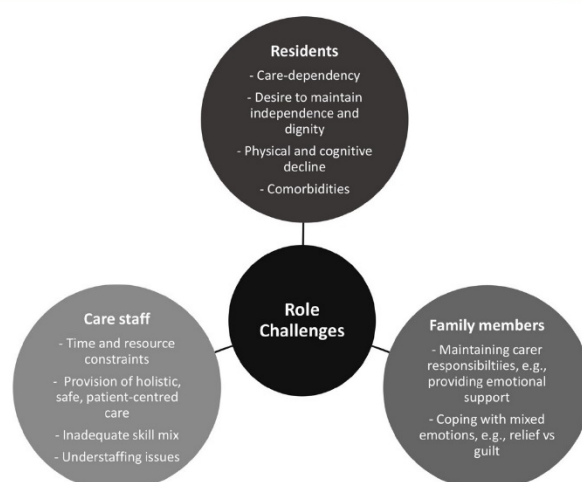 Residents
- Care-dependency
- Desire to maintain
independence and
dignity
- Physical and cognitive
decline
- Comorbidities
Role
Challenges
Care staff
- Time and resource
constraints
- Provision of holistic,
safe, patient-centred
care
- Inadequate skill mix
- Understaffing issues
Family members
- Maintaining carer
responsibiltiies, e.g.,
providing emotional
support
- Coping with mixed
emotions, e.g., relief vs
guilt